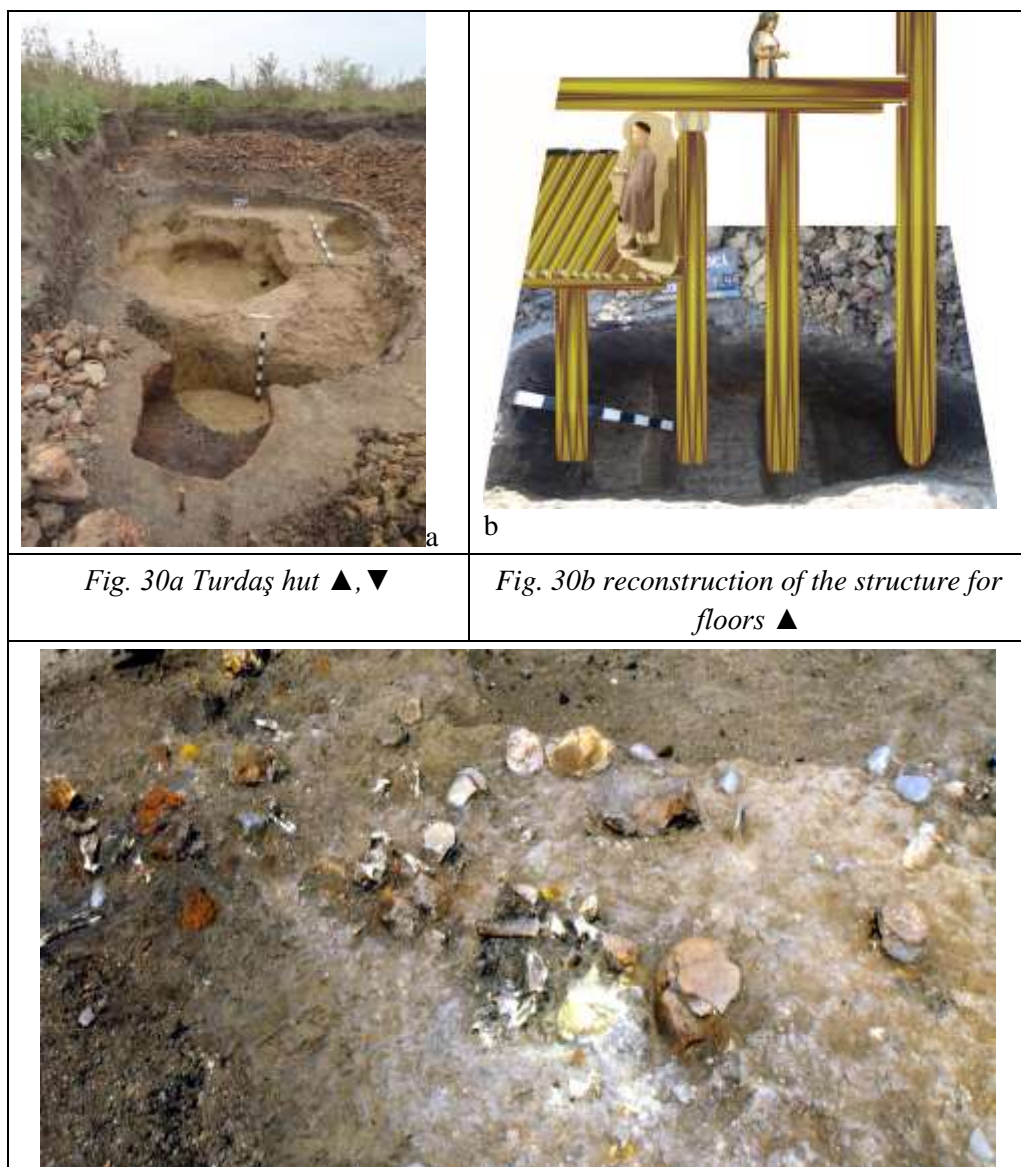 a
b
Fig. 30a Turdaş hut ▲,▼
Fig. 30b reconstruction of the structure for
floors ▲